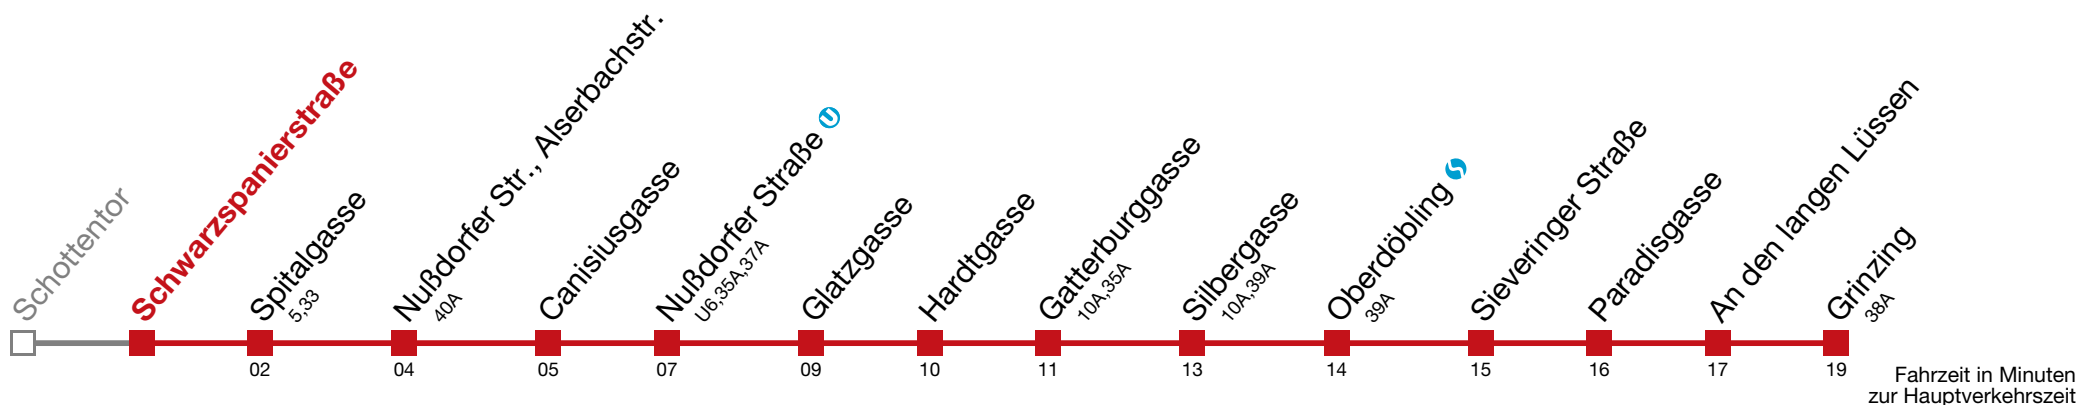 Schottentor
Schwarzspanierstraße
Spitalgasse
5,33
Nußdorfer Str., Alserbachstr.
40A
Canisiusgasse
Nußdorfer Straße U
U6,35A,37A
Glatzgasse
Hardtgasse
Gatterburggasse
10A,35A
Silbergasse
10A,39A
Oberdöbling S
39A
Sieveringer Straße
Paradisgasse
An den langen Lüssen
Grinzing
38A
02 04 05 07 09 10 11 13 14 15 16 17 19
Fahrzeit in Minuten
zur Hauptverkehrszeit